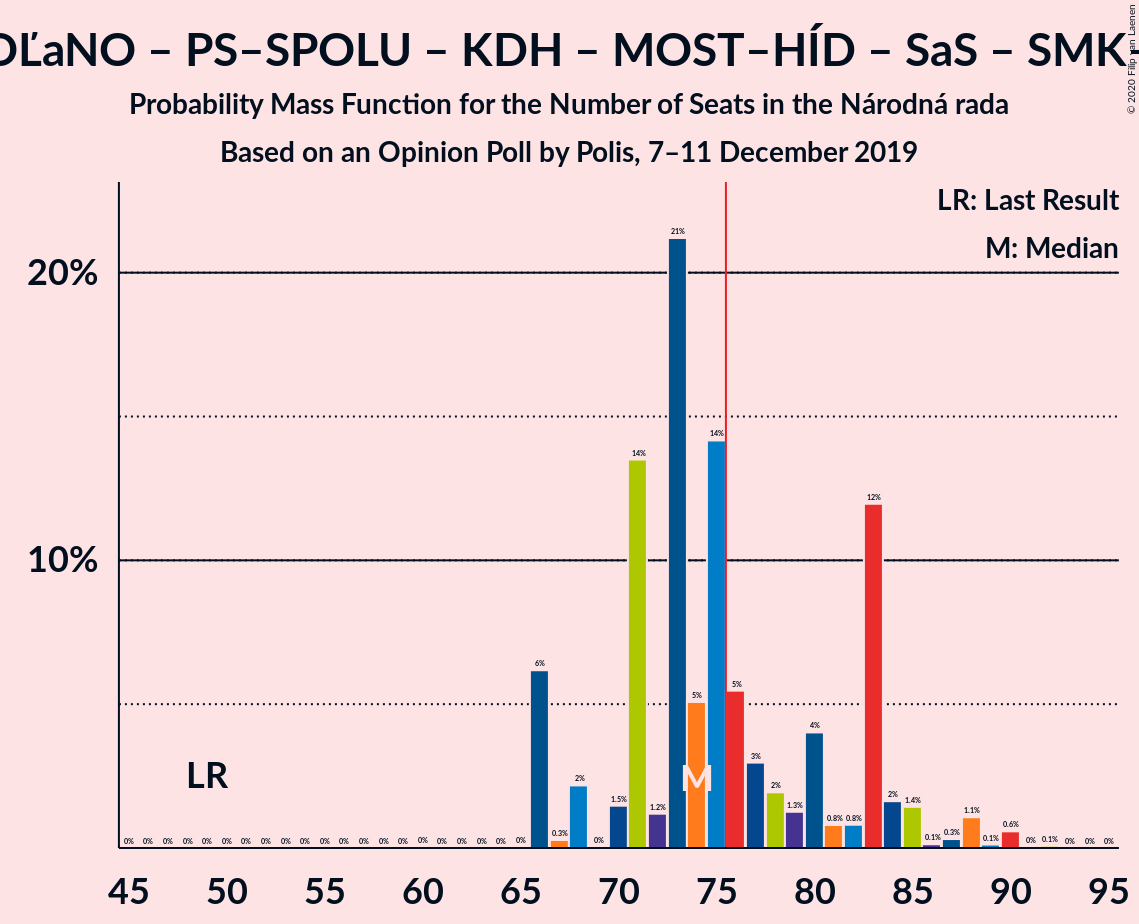 OĽaNO – PS–SPOLU – KDH – MOST–HÍD – SaS – SMK–
Probability Mass Function for the Number of Seats in the Národná rada
Based on an Opinion Poll by Polis, 7–11 December 2019
© 2020 Filip van Laenen
LR: Last Result
M: Median
20%
10%
LR
M
0% 0% 0% 0% 0% 0% 0% 0% 0% 0% 0% 0% 0% 0% 0% 0% 0% 0% 0% 0% 0% 6% 0.3% 2% 0% 1.5% 14% 1.2% 21% 5% 14% 5% 3% 2% 1.3% 4% 0.8% 0.8% 12% 2% 1.4% 0.1% 0.3% 1.1% 0.1% 0.6% 0% 0.1% 0% 0% 0%
45 50 55 60 65 70 75 80 85 90 95